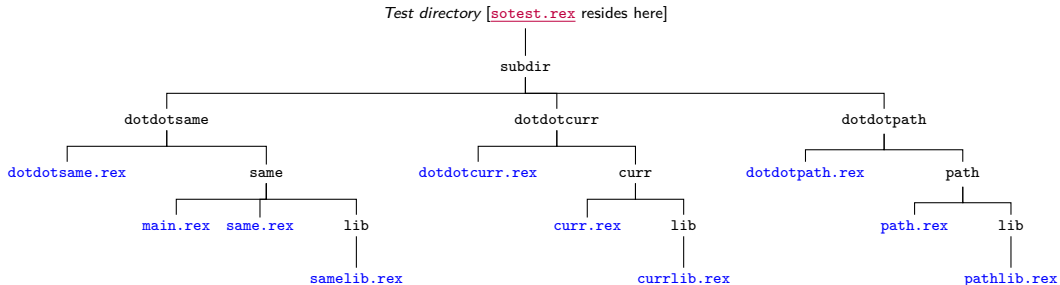 Test directory [sotest.rex resides here]
subdir
dotdotsame dotdotcurr dotdotpath
dotdotsame.rex same dotdotcurr.rex curr dotdotpath.rex path
main.rex same.rex lib curr.rex lib path.rex lib
samelib.rex currlib.rex pathlib.rex